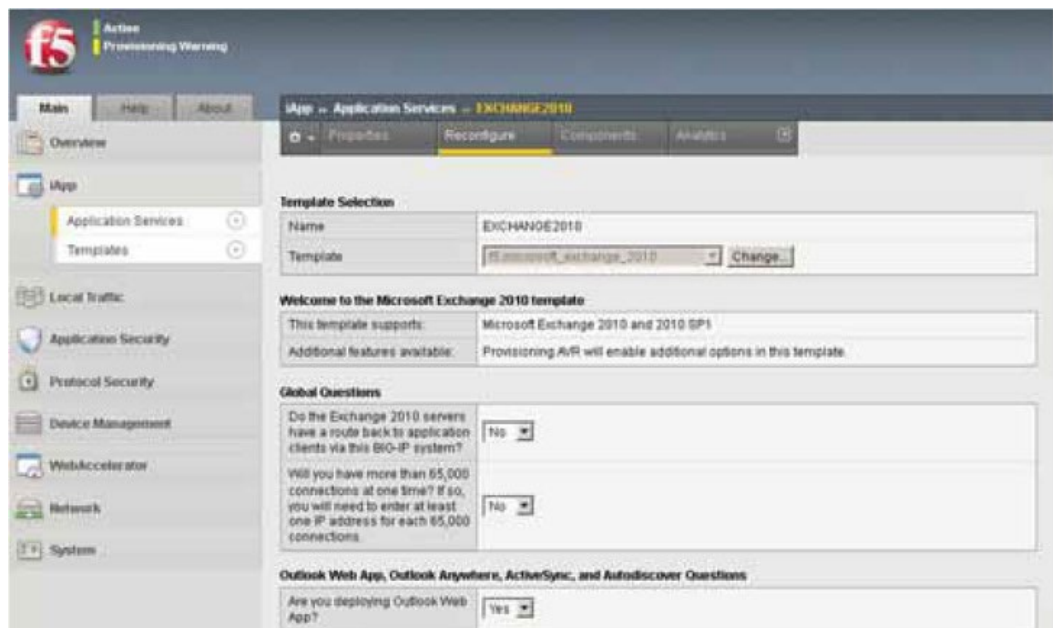 f5
Active
Provisioning Warning
Main
Help
About
Overview
iApp
Application Services
Templates
Local Traffic
Application Security
Protocol Security
Device Management
WebAccelerator
Network
System
iApp » Application Services » EXCHANGE2010
Properties
Reconfigure
Components
Analytics
Template Selection
Name
EXCHANGE2010
Template
f5.microsoft_exchange_2010
Change...
Welcome to the Microsoft Exchange 2010 template
This template supports:
Microsoft Exchange 2010 and 2010 SP1
Additional features available:
Provisioning AVR will enable additional options in this template.
Global Questions
Do the Exchange 2010 servers
have a route back to application
clients via this BIG-IP system?
No
Will you have more than 65,000
connections at one time? If so,
you will need to enter at least
one IP address for each 65,000
connections.
No
Outlook Web App, Outlook Anywhere, ActiveSync, and Autodiscover Questions
Are you deploying Outlook Web
App?
Yes